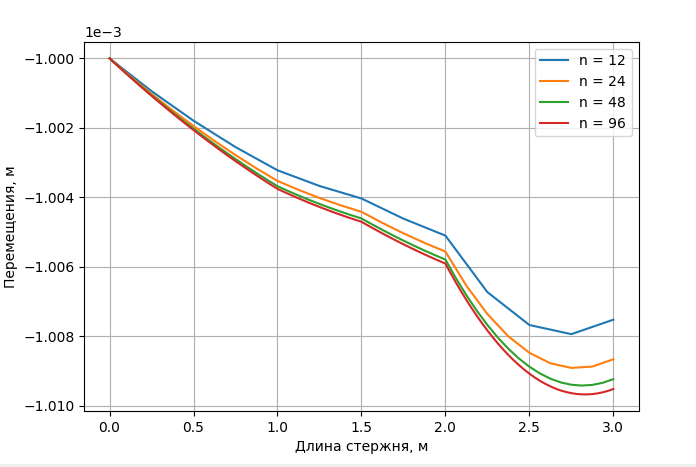 1e−3
−1.000
−1.002
−1.004
−1.006
−1.008
−1.010
Перемещения, м
n = 12
n = 24
n = 48
n = 96
0.0 0.5 1.0 1.5 2.0 2.5 3.0
Длина стержня, м